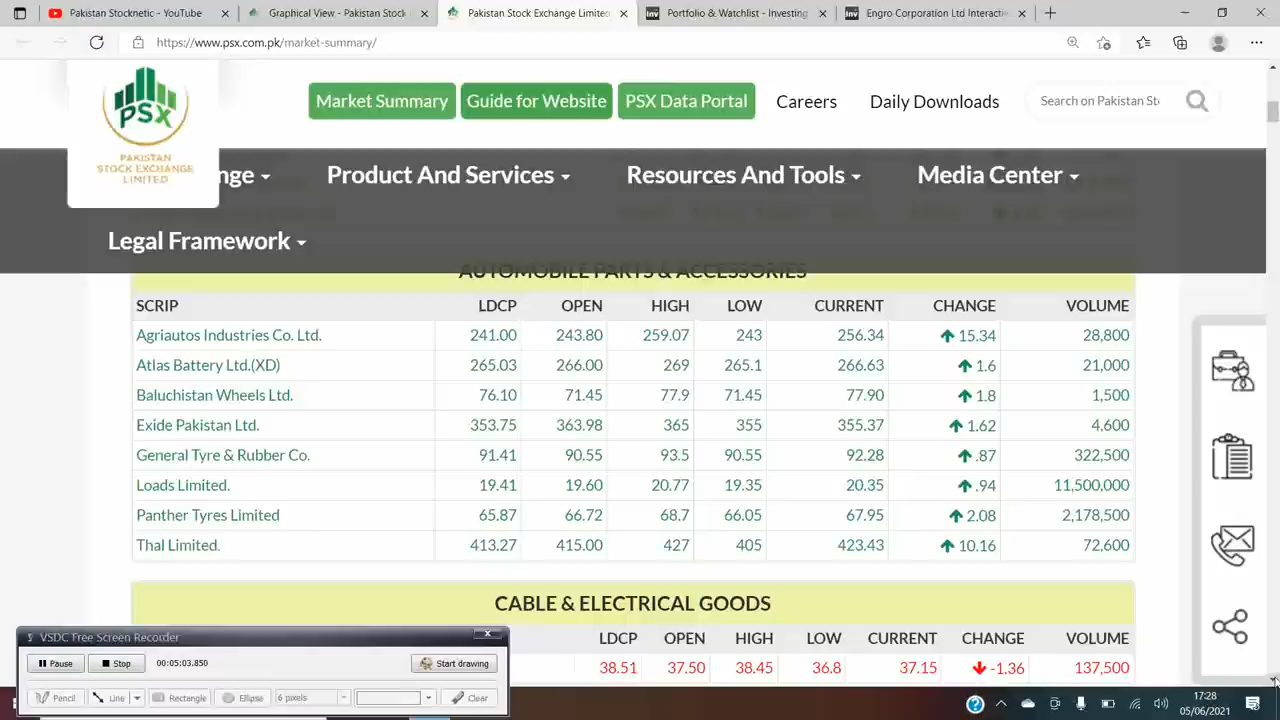 Pakistan Stocknetic - YouTube
Graphical View - Pakistan Stock
Pakistan Stock Exchange Limited
Portfolio & Watchlist - Investing
Engro Corporation Ltd Interacti
https://www.psx.com.pk/market-summary/
PSX
PAKISTAN
STOCK EXCHANGE
LIMITED
Market Summary Guide for Website PSX Data Portal Careers Daily Downloads Search on Pakistan Sto
nge Product And Services Resources And Tools Media Center
Legal Framework
AUTOMOBILE PARTS & ACCESSORIES
SCRIP LDCP OPEN HIGH LOW CURRENT CHANGE VOLUME
Agriautos Industries Co. Ltd. 241.00 243.80 259.07 243 256.34 15.34 28,800
Atlas Battery Ltd.(XD) 265.03 266.00 269 265.1 266.63 1.6 21,000
Baluchistan Wheels Ltd. 76.10 71.45 77.9 71.45 77.90 1.8 1,500
Exide Pakistan Ltd. 353.75 363.98 365 355 355.37 1.62 4,600
General Tyre & Rubber Co. 91.41 90.55 93.5 90.55 92.28 .87 322,500
Loads Limited. 19.41 19.60 20.77 19.35 20.35 .94 11,500,000
Panther Tyres Limited 65.87 66.72 68.7 66.05 67.95 2.08 2,178,500
Thal Limited. 413.27 415.00 427 405 423.43 10.16 72,600
CABLE & ELECTRICAL GOODS
LDCP OPEN HIGH LOW CURRENT CHANGE VOLUME
38.51 37.50 38.45 36.8 37.15 -1.36 137,500
VSDC Free Screen Recorder
Pause Stop 00:05:03.850 Start drawing
Pencil Line Rectangle Ellipse 6 pixels Clear
17:28
05/06/2021